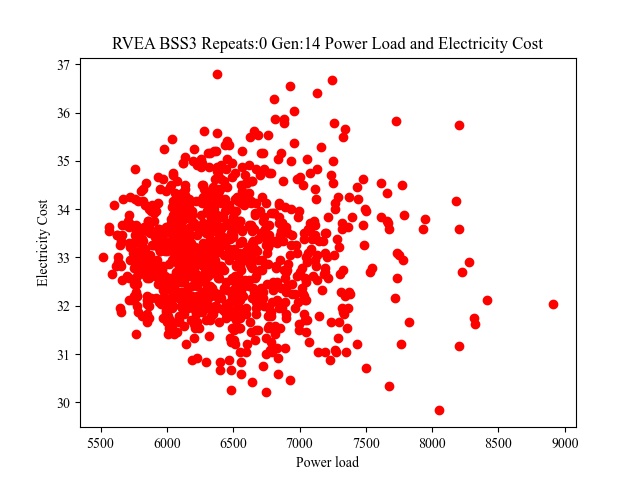 RVEA BSS3 Repeats:0 Gen:14 Power Load and Electricity Cost
37
36
35
34
33
32
31
30
Electricity Cost
5500 6000 6500 7000 7500 8000 8500 9000
Power load